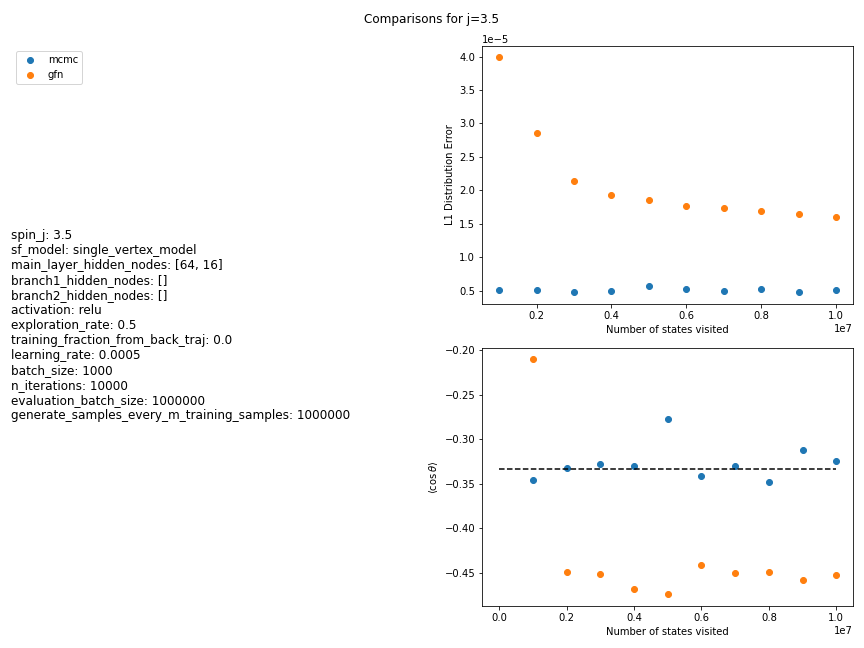 Comparisons for j=3.5
mcmc
gfn
spin_j: 3.5
sf_model: single_vertex_model
main_layer_hidden_nodes: [64, 16]
branch1_hidden_nodes: []
branch2_hidden_nodes: []
activation: relu
exploration_rate: 0.5
training_fraction_from_back_traj: 0.0
learning_rate: 0.0005
batch_size: 1000
n_iterations: 10000
evaluation_batch_size: 1000000
generate_samples_every_m_training_samples: 1000000
1e−5
4.0
3.5
3.0
2.5
2.0
1.5
1.0
0.5
L1 Distribution Error
0.2 0.4 0.6 0.8 1.0
1e7
Number of states visited
−0.20
−0.25
−0.30
−0.35
−0.40
−0.45
⟨cos θ⟩
0.0 0.2 0.4 0.6 0.8 1.0
1e7
Number of states visited